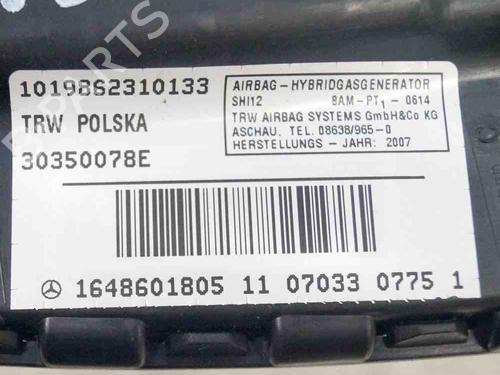 1019862310133
TRW POLSKA
30350078E
AIRBAG-HYBRIDGASGENERATOR
SHI12 BAM-PT1-0614
TRW AIRBAG SYSTEMS GmbH&Co KG
ASCHAU. TEL. 08638/965-0
HERSTELLUNGS - JAHR: 2007
1648601805 11 07033 0775 1